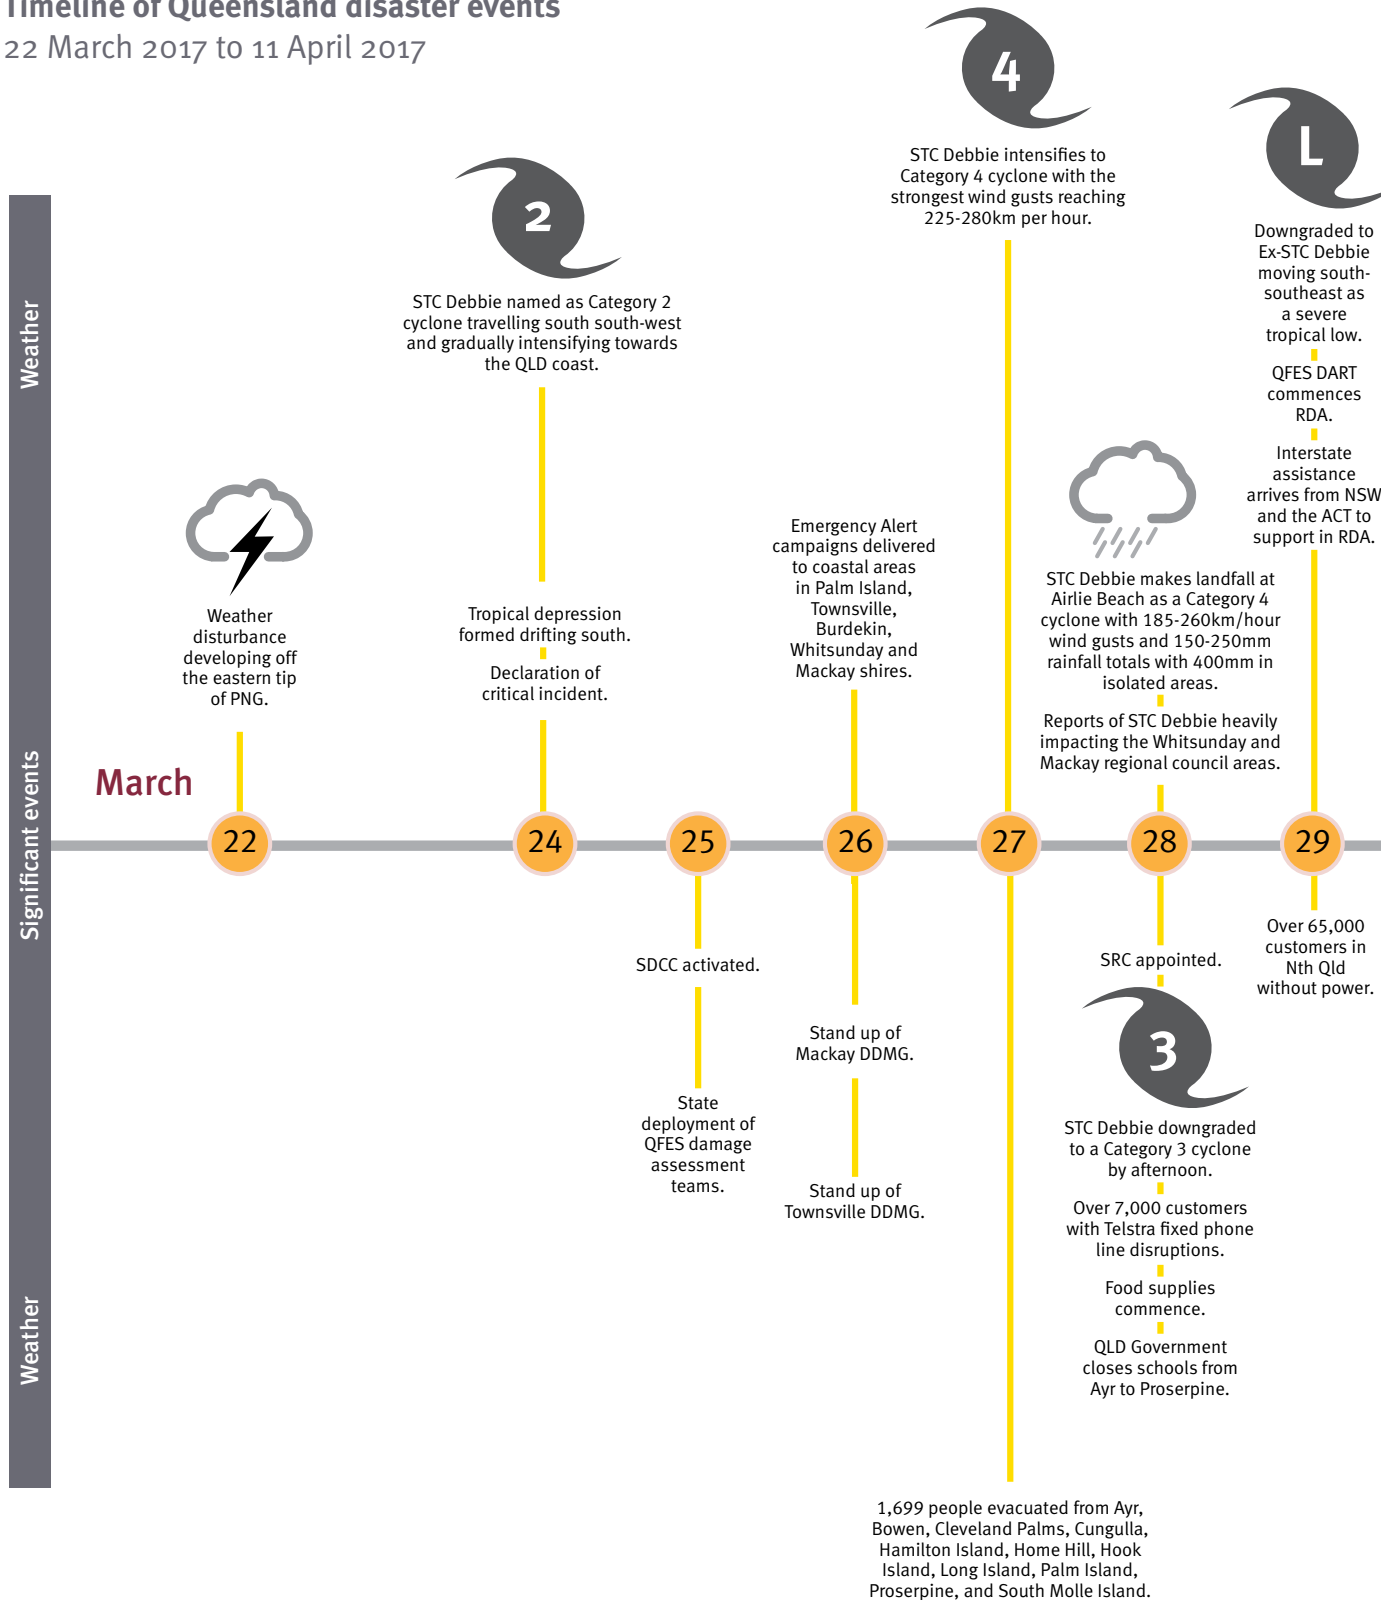 Timeline of Queensland disaster events
22 March 2017 to 11 April 2017
Weather
Significant events
Weather
March
Weather
disturbance
developing off
the eastern tip
of PNG.
22
2
STC Debbie named as Category 2
cyclone travelling south south-west
and gradually intensifying towards
the QLD coast.
Tropical depression
formed drifting south.
Declaration of
critical incident.
24
25
SDCC activated.
State
deployment of
QFES damage
assessment
teams.
Emergency Alert
campaigns delivered
to coastal areas
in Palm Island,
Townsville,
Burdekin,
Whitsunday and
Mackay shires.
26
Stand up of
Mackay DDMG.
Stand up of
Townsville DDMG.
4
STC Debbie intensifies to
Category 4 cyclone with the
strongest wind gusts reaching
225-280km per hour.
27
1,699 people evacuated from Ayr,
Bowen, Cleveland Palms, Cungulla,
Hamilton Island, Home Hill, Hook
Island, Long Island, Palm Island,
Proserpine, and South Molle Island.
STC Debbie makes landfall at
Airlie Beach as a Category 4
cyclone with 185-260km/hour
wind gusts and 150-250mm
rainfall totals with 400mm in
isolated areas.
Reports of STC Debbie heavily
impacting the Whitsunday and
Mackay regional council areas.
28
SRC appointed.
3
STC Debbie downgraded
to a Category 3 cyclone
by afternoon.
Over 7,000 customers
with Telstra fixed phone
line disruptions.
Food supplies
commence.
QLD Government
closes schools from
Ayr to Proserpine.
L
Downgraded to
Ex-STC Debbie
moving south-
southeast as
a severe
tropical low.
QFES DART
commences
RDA.
Interstate
assistance
arrives from NSW
and the ACT to
support in RDA.
29
Over 65,000
customers in
Nth Qld
without power.